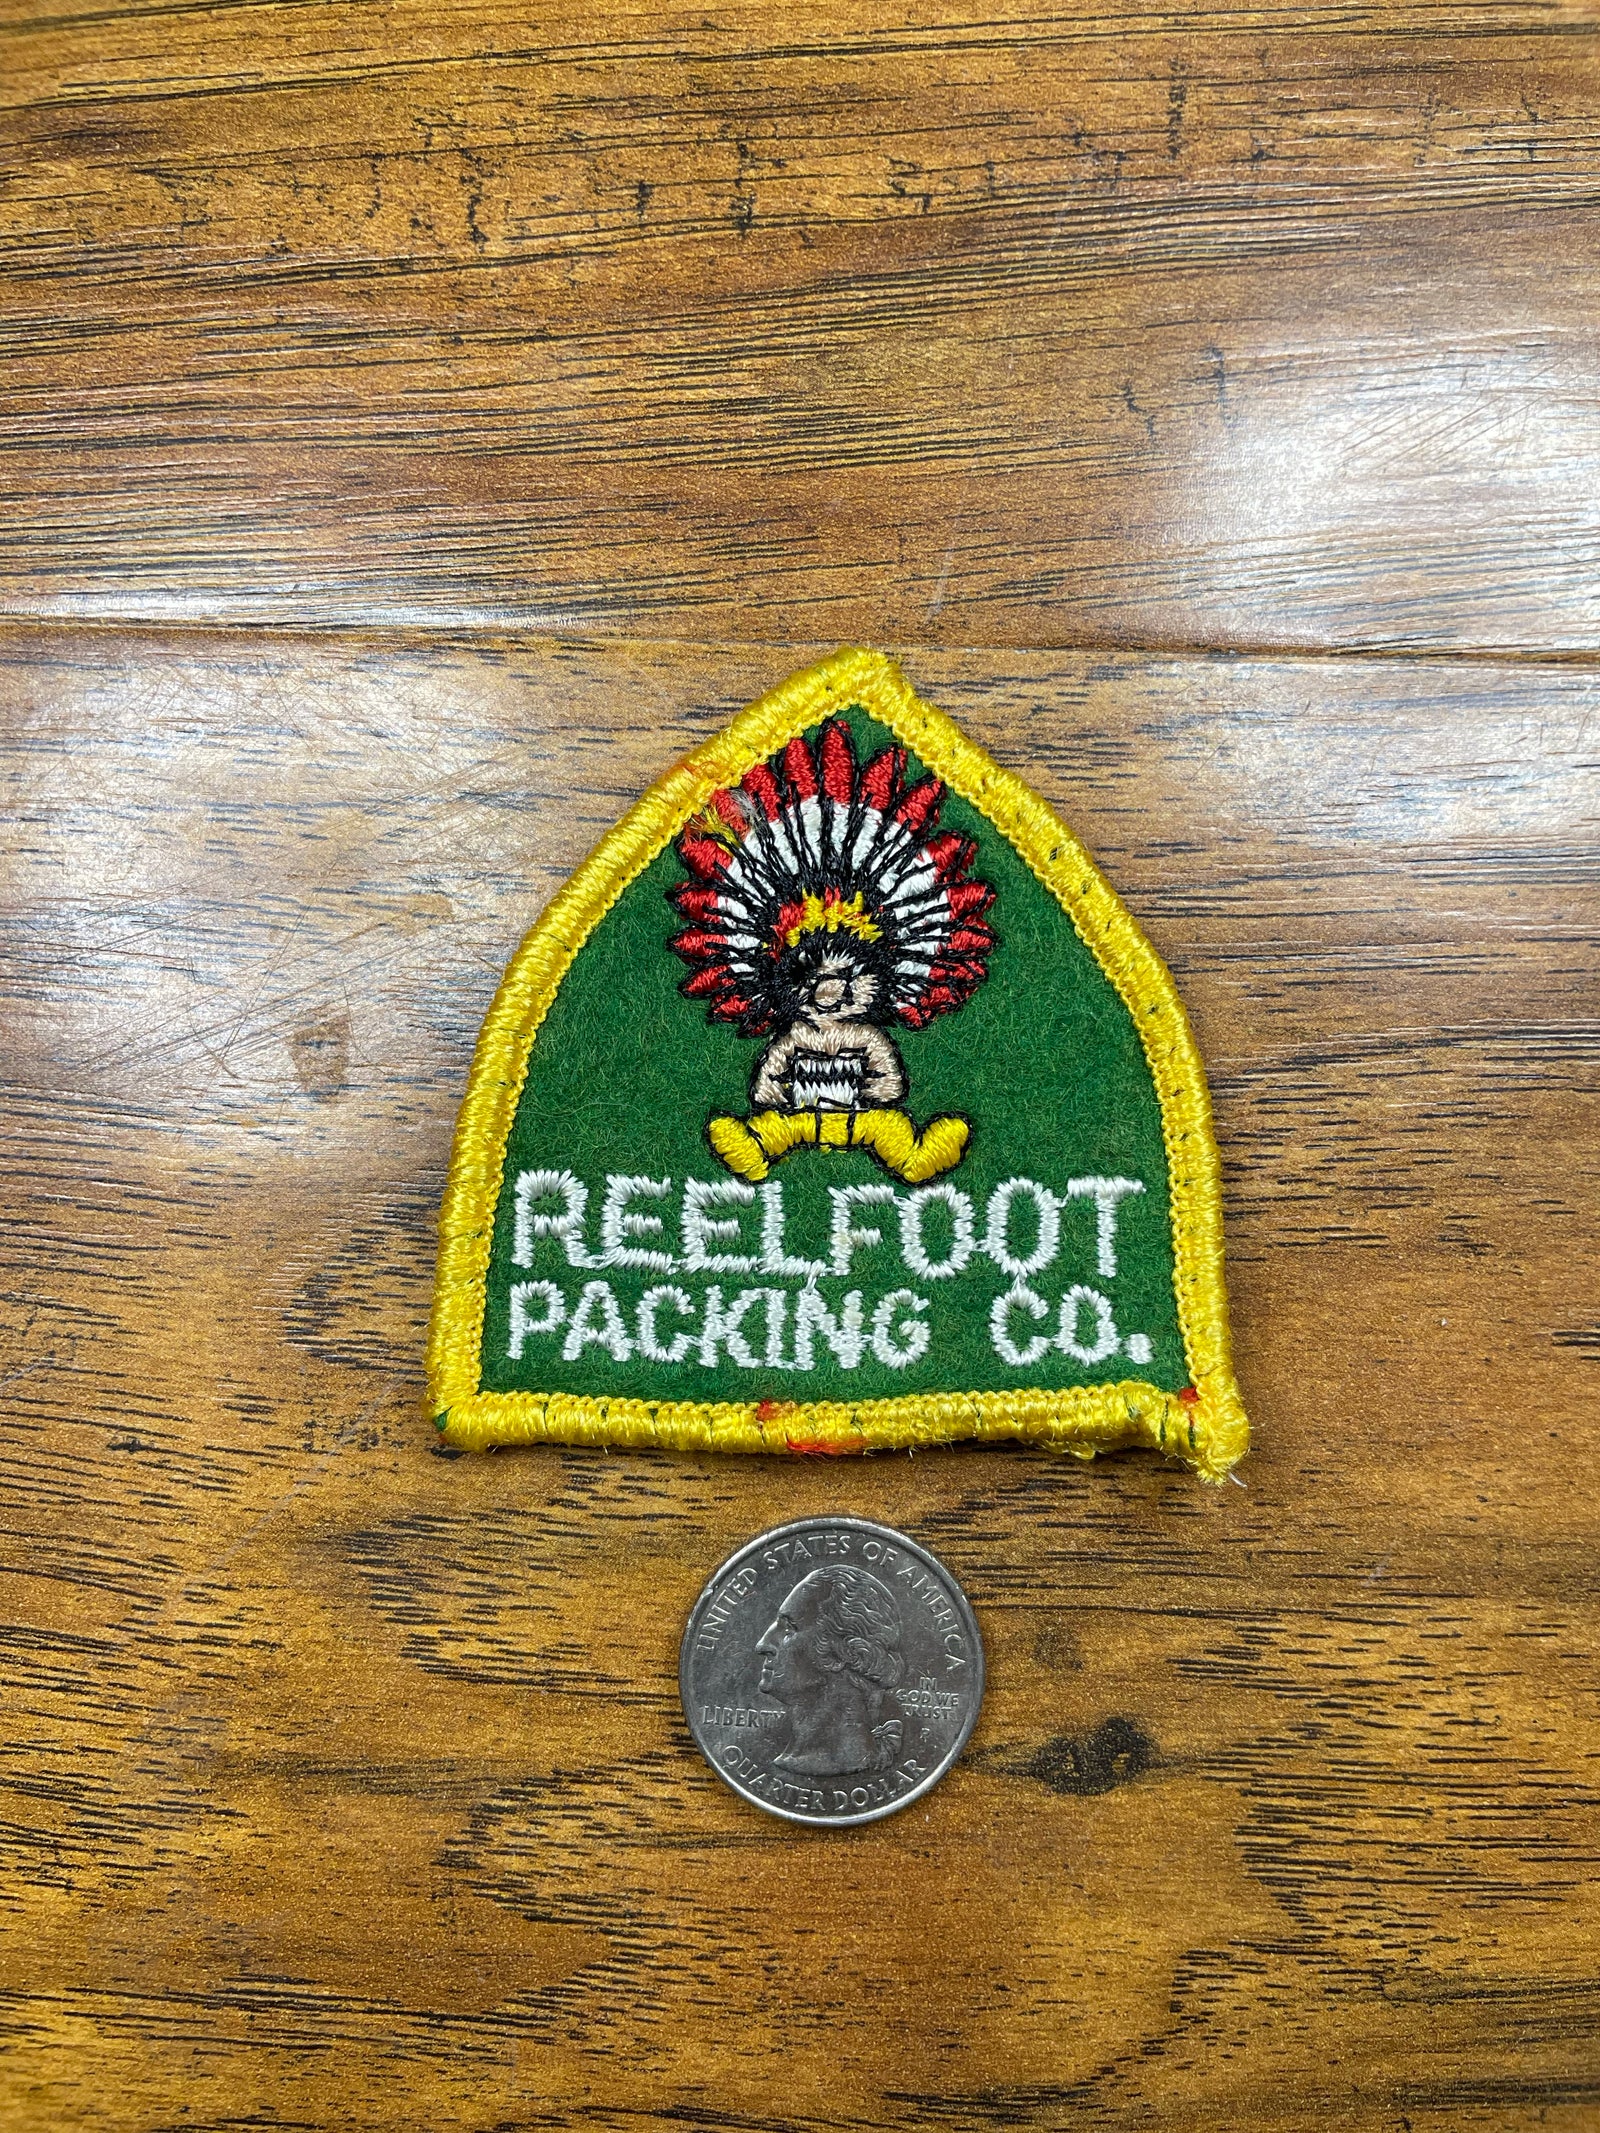 REELFOOT
PACKING CO.
UNITED STATES OF AMERICA
LIBERTY
IN
GOD WE
TRUST
P
QUARTER DOLLAR